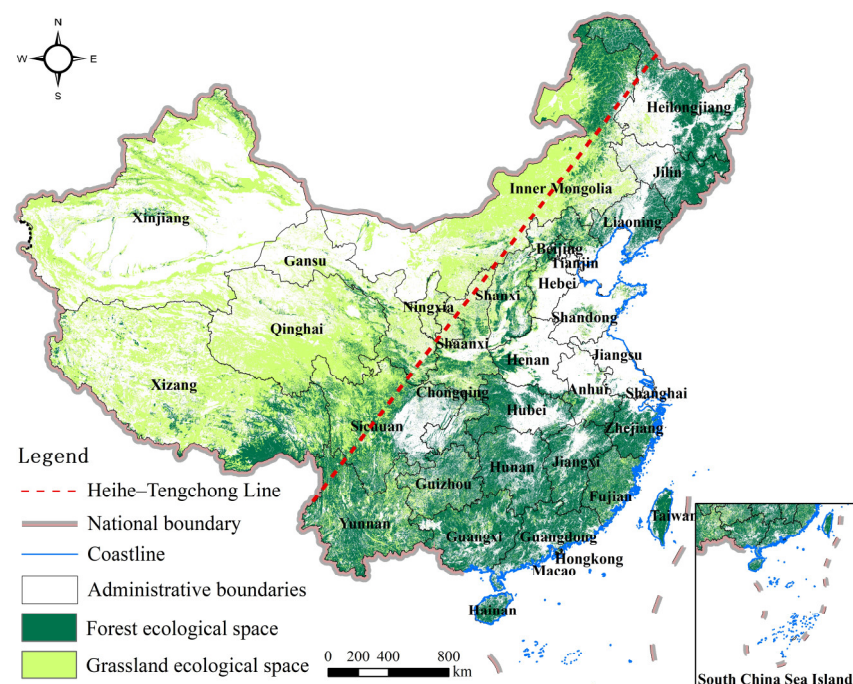 N
W
E
S
Heilongjiang
Jilin
Inner Mongolia
Liaoning
Xinjiang
Beijing
Tianjin
Gansu
Hebei
Shanxi
Ningxia
Shandong
Qinghai
Shaanxi
Henan
Jiangsu
Xizang
Chongqing
Anhui
Shanghai
Hubei
Sichuan
Zhejiang
Hunan
Jiangxi
Guizhou
Fujian
Yunnan
Taiwan
Guangxi
Guangdong
Hongkong
Macao
Hainan
Legend
Heihe–Tengchong Line
National boundary
Coastline
Administrative boundaries
Forest ecological space
Grassland ecological space
0 200 400 800
km
South China Sea Island